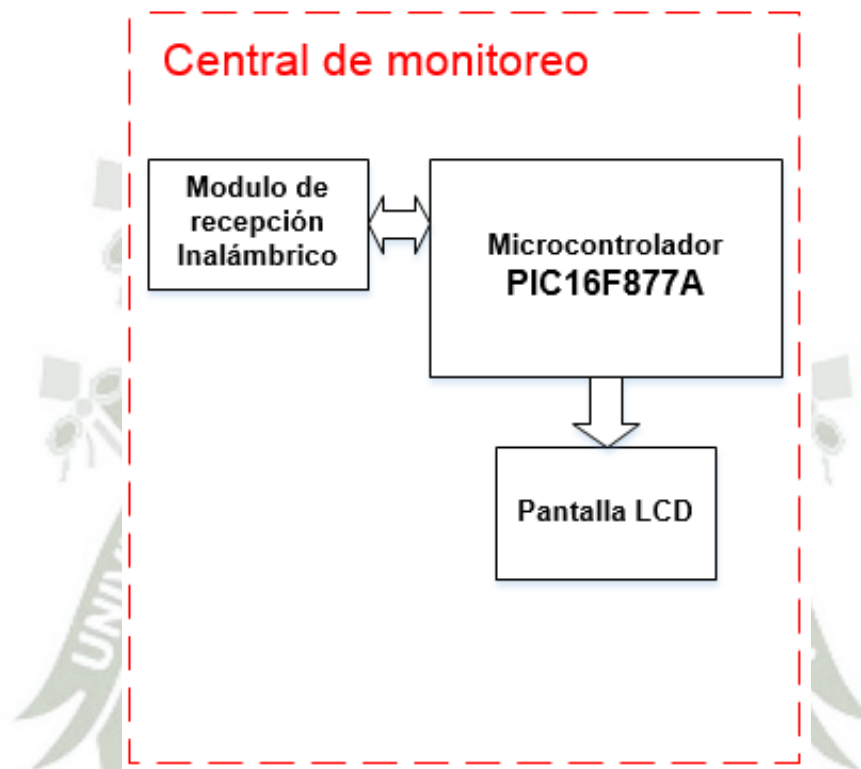 Central de monitoreo
Modulo de
recepción
Inalámbrico
Microcontrolador
PIC16F877A
Pantalla LCD